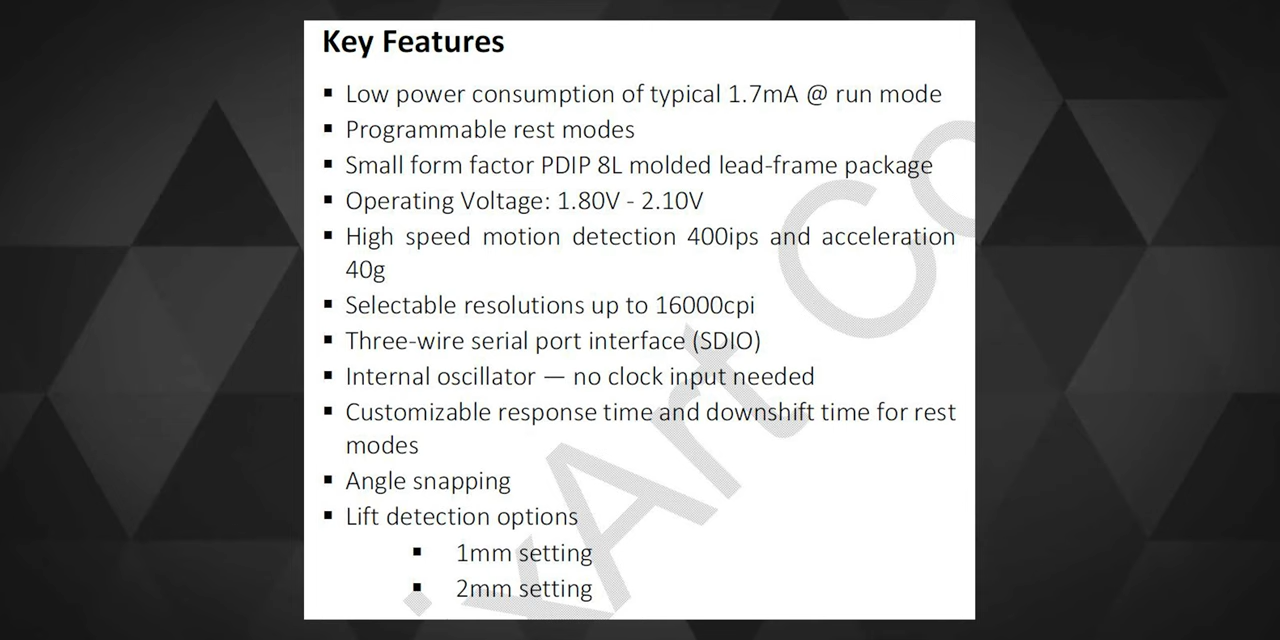 Key Features
▪ Low power consumption of typical 1.7mA @ run mode
▪ Programmable rest modes
▪ Small form factor PDIP 8L molded lead-frame package
▪ Operating Voltage: 1.80V - 2.10V
▪ High speed motion detection 400ips and acceleration
40g
▪ Selectable resolutions up to 16000cpi
▪ Three-wire serial port interface (SDIO)
▪ Internal oscillator — no clock input needed
▪ Customizable response time and downshift time for rest
modes
▪ Angle snapping
▪ Lift detection options
▪ 1mm setting
▪ 2mm setting
ixArt Co